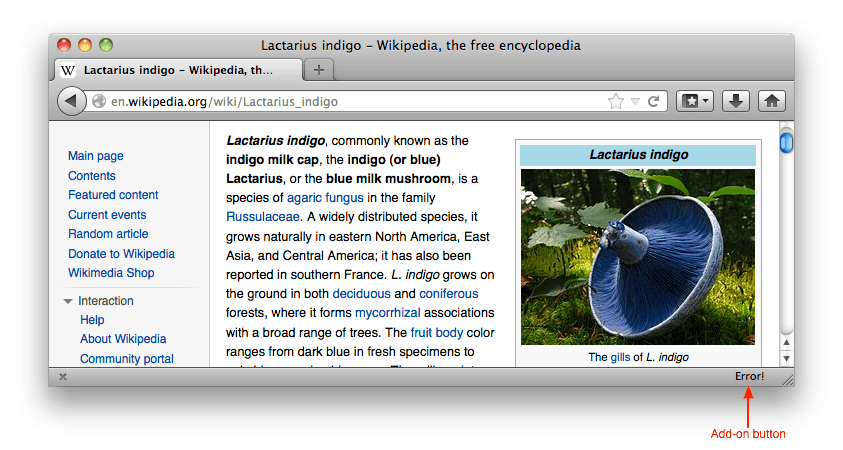 Lactarius indigo – Wikipedia, the free encyclopedia
W Lactarius indigo – Wikipedia, th...
en.wikipedia.org/wiki/Lactarius_indigo
Main page
Contents
Featured content
Current events
Random article
Donate to Wikipedia
Wikimedia Shop
Interaction
Help
About Wikipedia
Community portal
Lactarius indigo, commonly known as the
indigo milk cap, the indigo (or blue)
Lactarius, or the blue milk mushroom, is a
species of agaric fungus in the family
Russulaceae. A widely distributed species, it
grows naturally in eastern North America, East
Asia, and Central America; it has also been
reported in southern France. L. indigo grows on
the ground in both deciduous and coniferous
forests, where it forms mycorrhizal associations
with a broad range of trees. The fruit body color
ranges from dark blue in fresh specimens to
Lactarius indigo
The gills of L. indigo
Error!
Add-on button